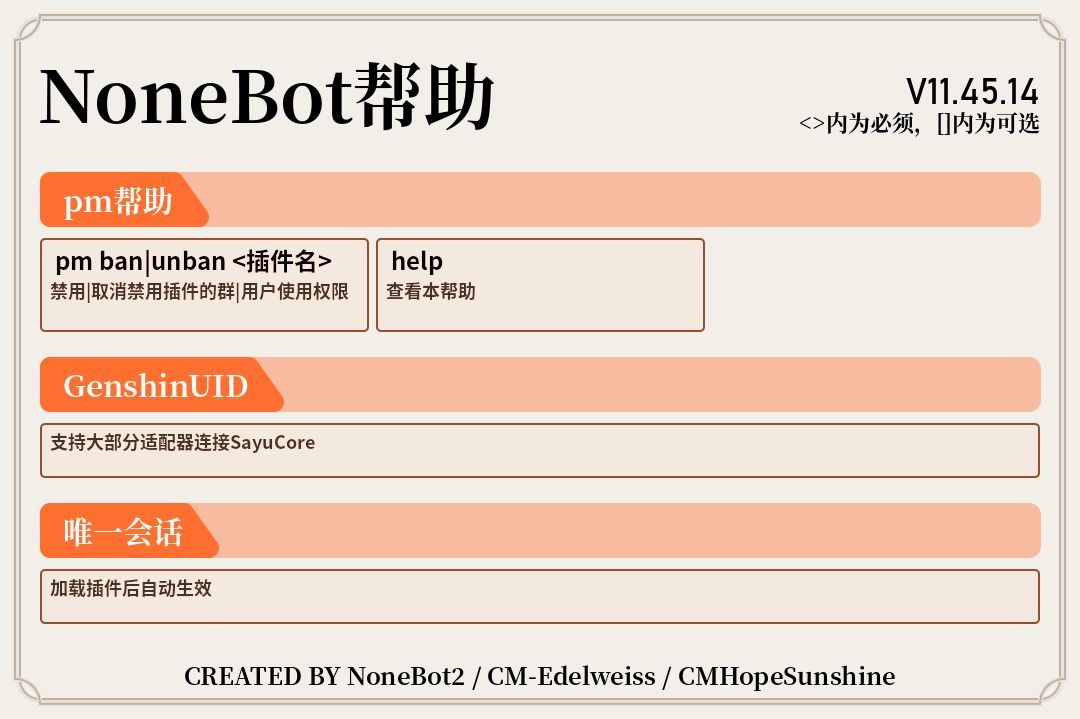 NoneBot帮助
V11.45.14
<>内为必须，[]内为可选
pm帮助
pm ban|unban <插件名>
禁用|取消禁用插件的群|用户使用权限
help
查看本帮助
GenshinUID
支持大部分适配器连接SayuCore
唯一会话
加载插件后自动生效
CREATED BY NoneBot2 / CM-Edelweiss / CMHopeSunshine